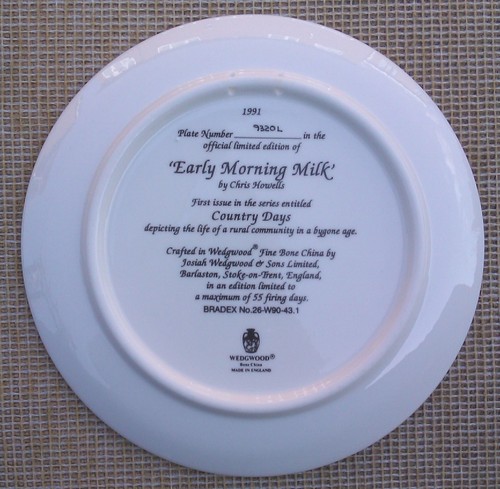 1991
Plate Number 9320L in the
official limited edition of
'Early Morning Milk'
by Chris Howells
First issue in the series entitled
Country Days
depicting the life of a rural community in a bygone age.
Crafted in Wedgwood® Fine Bone China by
Josiah Wedgwood & Sons Limited,
Barlaston, Stoke-on-Trent, England,
in an edition limited to
a maximum of 55 firing days.
BRADEX No.26-W90-43.1
WEDGWOOD®
Bone China
MADE IN ENGLAND